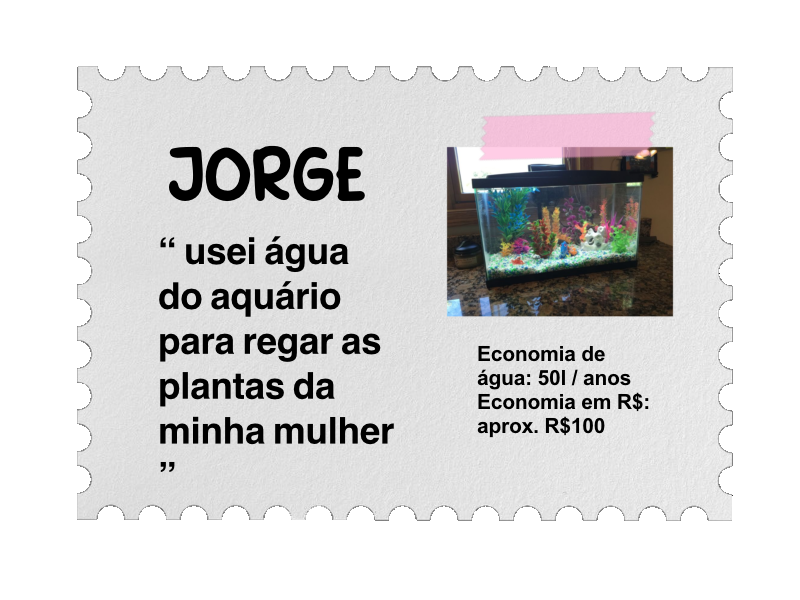 JORGE
“ usei água
do aquário
para regar as
plantas da
minha mulher
”
Economia de
água: 50l / anos
Economia em R$:
aprox. R$100